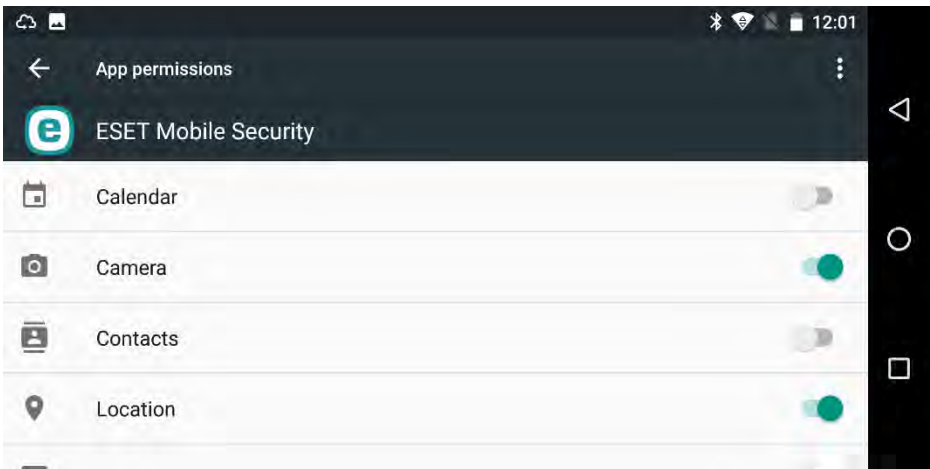 12:01
App permissions
e
ESET Mobile Security
Calendar
Camera
Contacts
Location